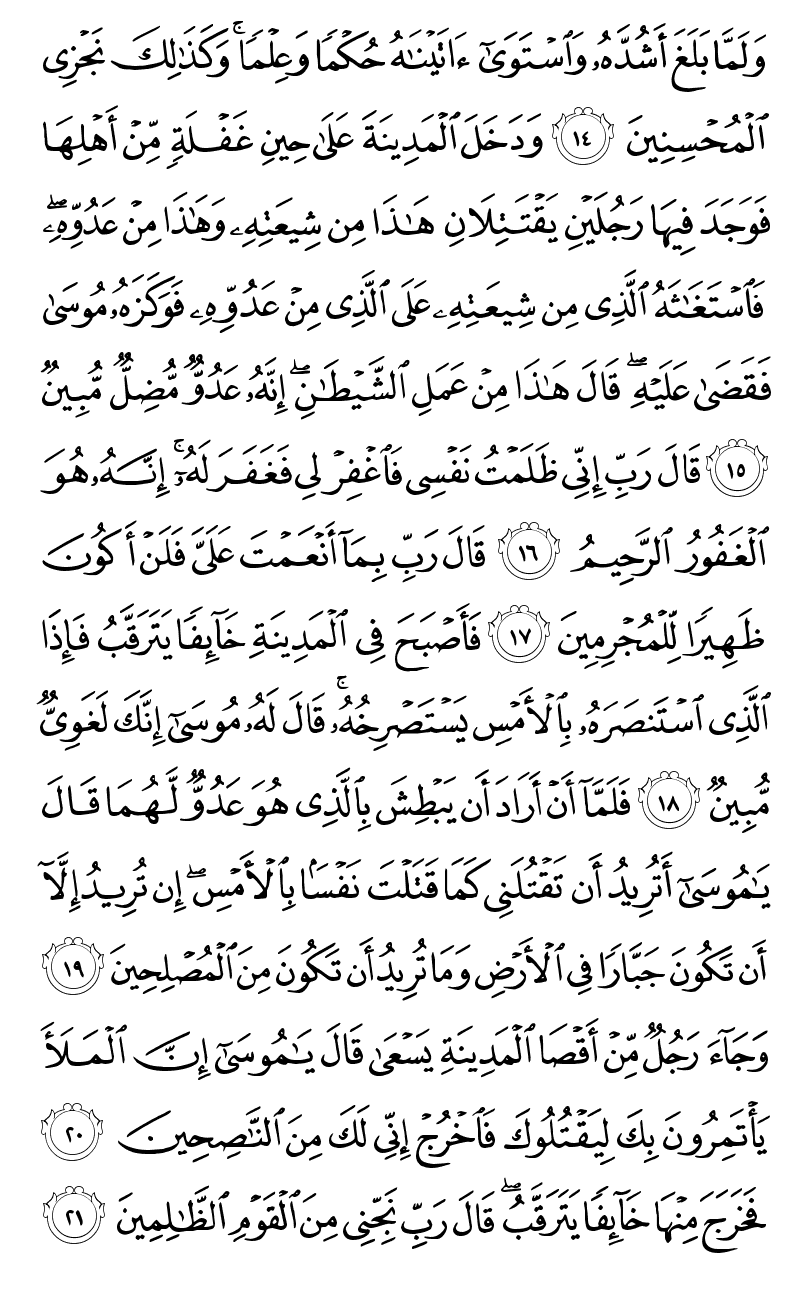 وَلَمَّا بَلَغَ أَشُدَّهُۥ وَٱسْتَوَىٰٓ ءَاتَيْنَٰهُ حُكْمًا وَعِلْمًا ۚ وَكَذَٰلِكَ نَجْزِى
ٱلْمُحْسِنِينَ ١٤ وَدَخَلَ ٱلْمَدِينَةَ عَلَىٰ حِينِ غَفْلَةٍ مِّنْ أَهْلِهَا
فَوَجَدَ فِيهَا رَجُلَيْنِ يَقْتَتِلَانِ هَٰذَا مِن شِيعَتِهِۦ وَهَٰذَا مِنْ عَدُوِّهِۦ ۖ
فَٱسْتَغَٰثَهُ ٱلَّذِى مِن شِيعَتِهِۦ عَلَى ٱلَّذِى مِنْ عَدُوِّهِۦ فَوَكَزَهُۥ مُوسَىٰ
فَقَضَىٰ عَلَيْهِ ۖ قَالَ هَٰذَا مِنْ عَمَلِ ٱلشَّيْطَٰنِ ۖ إِنَّهُۥ عَدُوٌّ مُّضِلٌّ مُّبِينٌ
١٥ قَالَ رَبِّ إِنِّى ظَلَمْتُ نَفْسِى فَٱغْفِرْ لِى فَغَفَرَ لَهُۥٓ ۚ إِنَّهُۥ هُوَ
ٱلْغَفُورُ ٱلرَّحِيمُ ١٦ قَالَ رَبِّ بِمَآ أَنْعَمْتَ عَلَىَّ فَلَنْ أَكُونَ
ظَهِيرًا لِّلْمُجْرِمِينَ ١٧ فَأَصْبَحَ فِى ٱلْمَدِينَةِ خَآئِفًا يَتَرَقَّبُ فَإِذَا
ٱلَّذِى ٱسْتَنصَرَهُۥ بِٱلْأَمْسِ يَسْتَصْرِخُهُۥ ۚ قَالَ لَهُۥ مُوسَىٰٓ إِنَّكَ لَغَوِىٌّ
مُّبِينٌ ١٨ فَلَمَّآ أَنْ أَرَادَ أَن يَبْطِشَ بِٱلَّذِى هُوَ عَدُوٌّ لَّهُمَا قَالَ
يَٰمُوسَىٰٓ أَتُرِيدُ أَن تَقْتُلَنِى كَمَا قَتَلْتَ نَفْسًۢا بِٱلْأَمْسِ ۖ إِن تُرِيدُ إِلَّآ
أَن تَكُونَ جَبَّارًا فِى ٱلْأَرْضِ وَمَا تُرِيدُ أَن تَكُونَ مِنَ ٱلْمُصْلِحِينَ ١٩
وَجَآءَ رَجُلٌ مِّنْ أَقْصَا ٱلْمَدِينَةِ يَسْعَىٰ قَالَ يَٰمُوسَىٰٓ إِنَّ ٱلْمَلَأَ
يَأْتَمِرُونَ بِكَ لِيَقْتُلُوكَ فَٱخْرُجْ إِنِّى لَكَ مِنَ ٱلنَّٰصِحِينَ ٢٠
فَخَرَجَ مِنْهَا خَآئِفًا يَتَرَقَّبُ ۖ قَالَ رَبِّ نَجِّنِى مِنَ ٱلْقَوْمِ ٱلظَّٰلِمِينَ ٢١